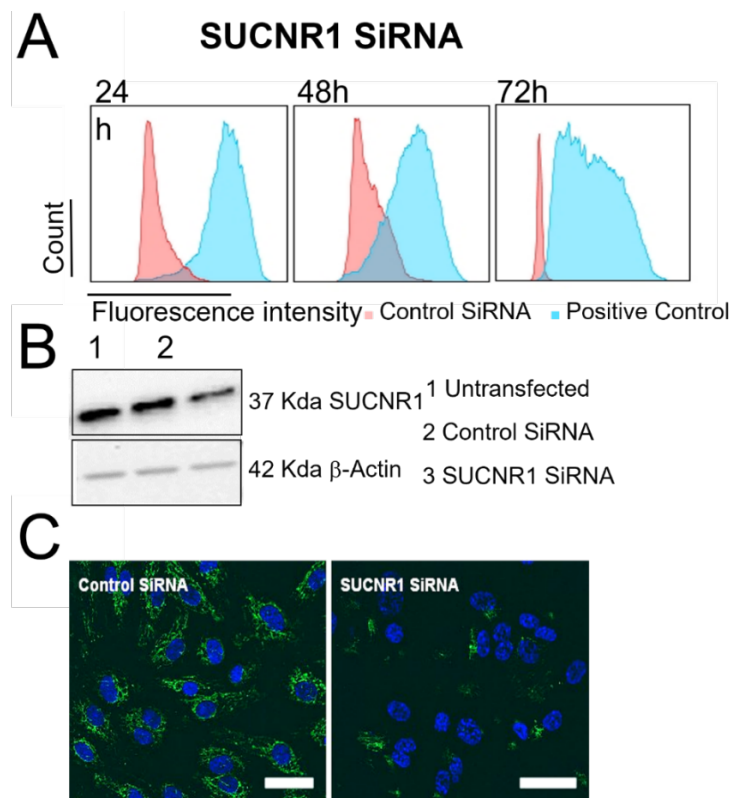 A
SUCNR1 SiRNA
24
h
48h
72h
Count
Fluorescence intensity
Control SiRNA
Positive Control
B
1 2
37 Kda SUCNR1
42 Kda β-Actin
1 Untransfected
2 Control SiRNA
3 SUCNR1 SiRNA
C
Control SiRNA
SUCNR1 SiRNA